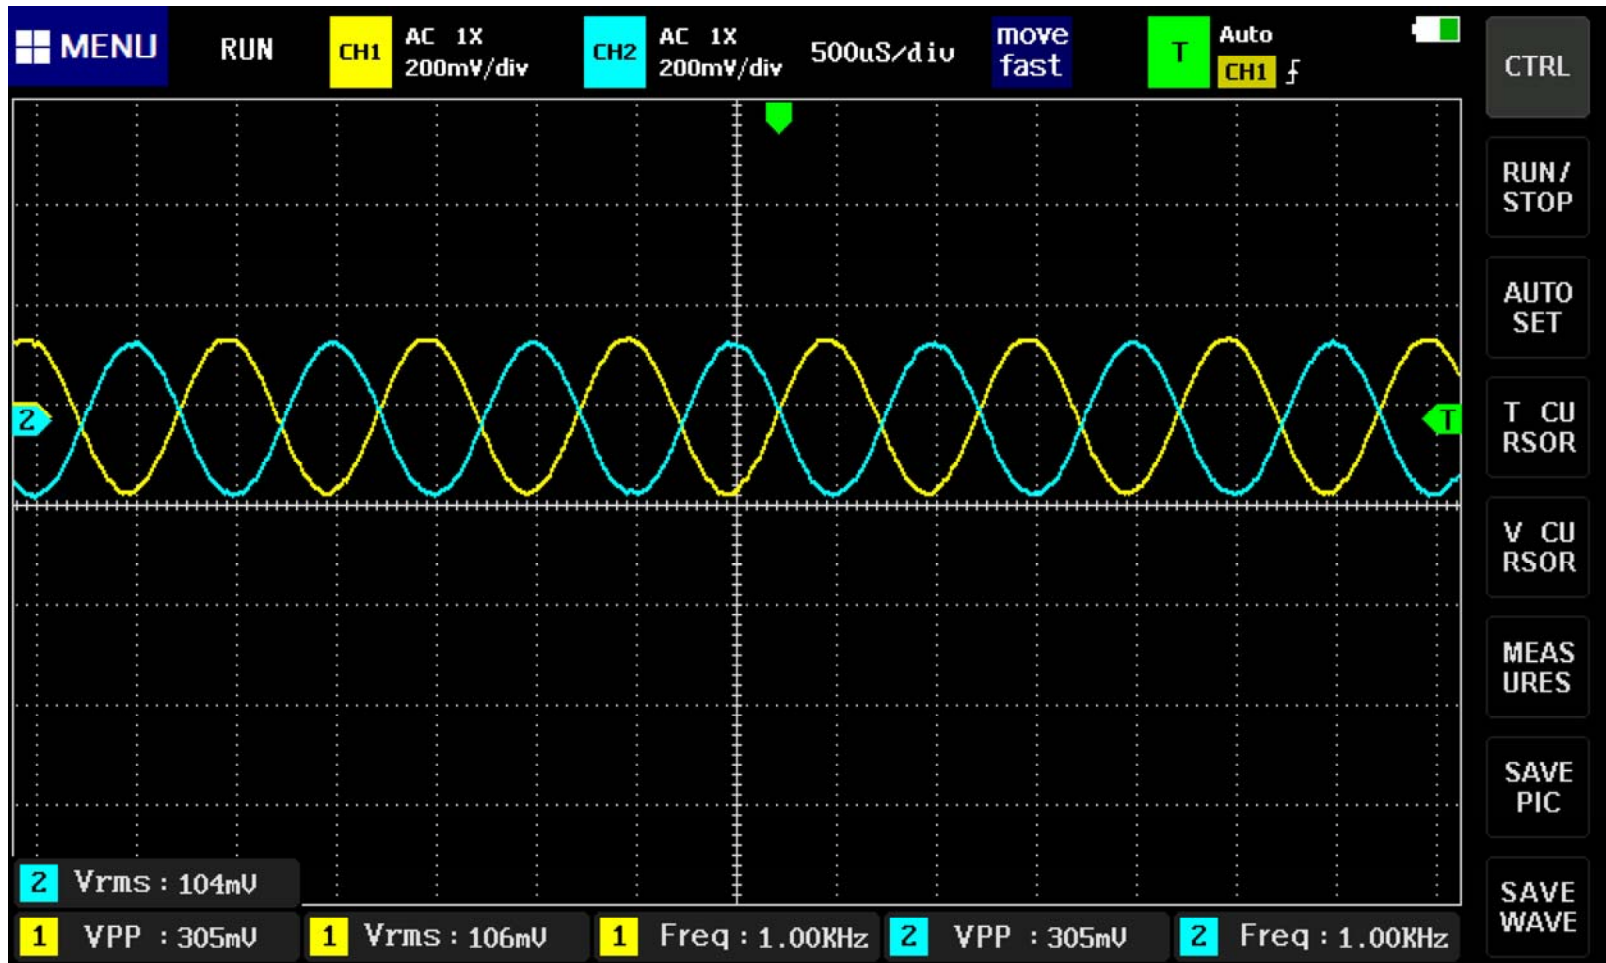 MENU
RUN
CH1
AC 1X
200mV/div
CH2
AC 1X
200mV/div
500uS/div
move
fast
T
Auto
CH1
CTRL
RUN/
STOP
AUTO
SET
2
T
T CU
RSOR
V CU
RSOR
MEAS
URES
SAVE
PIC
SAVE
WAVE
2 Vrms:104mV
1 VPP :305mV
1 Vrms:106mV
1 Freq:1.00KHz
2 VPP :305mV
2 Freq:1.00KHz